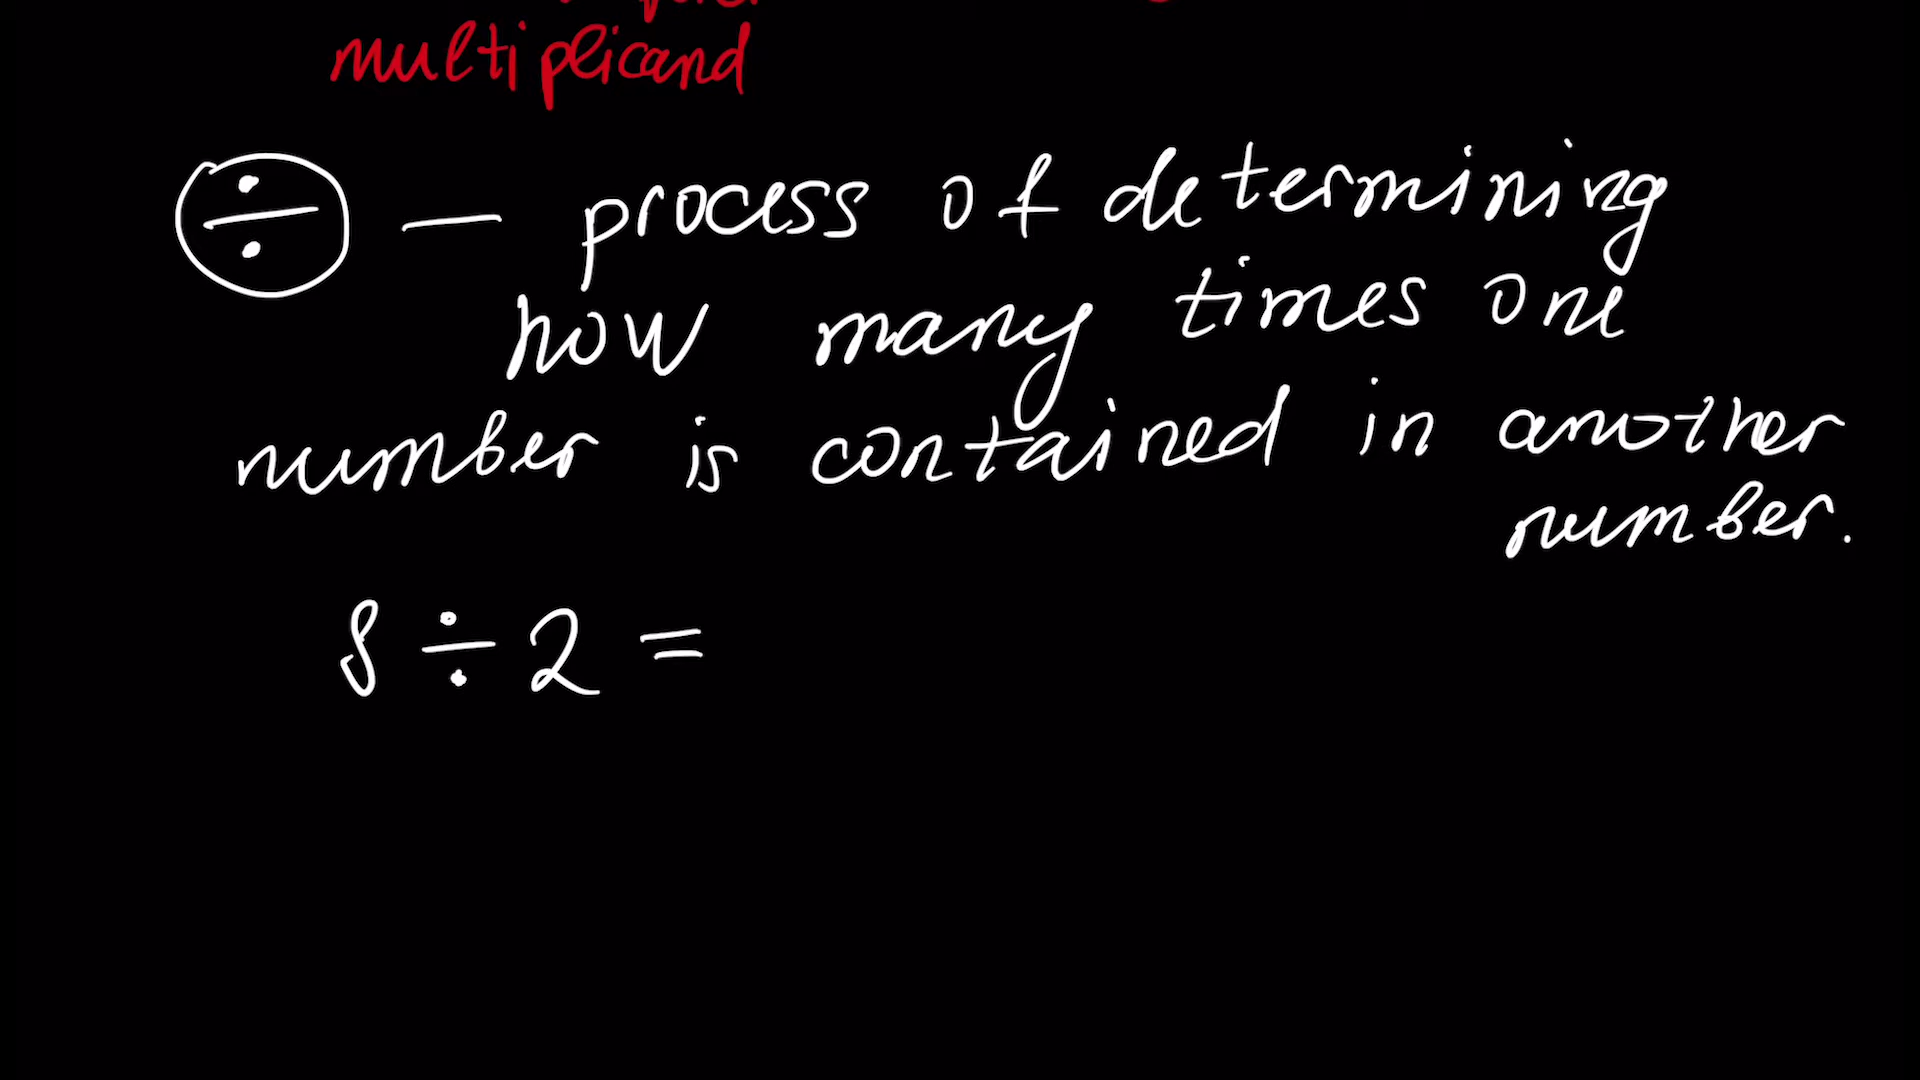 multiplicand
÷ — process of determining
how many times one
number is contained in another
number.
8 ÷ 2 =